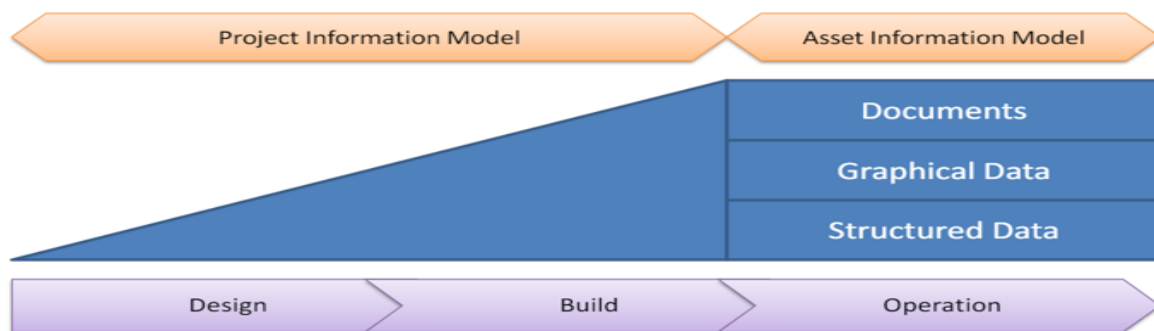 Project Information Model
Asset Information Model
Documents
Graphical Data
Structured Data
Design
Build
Operation